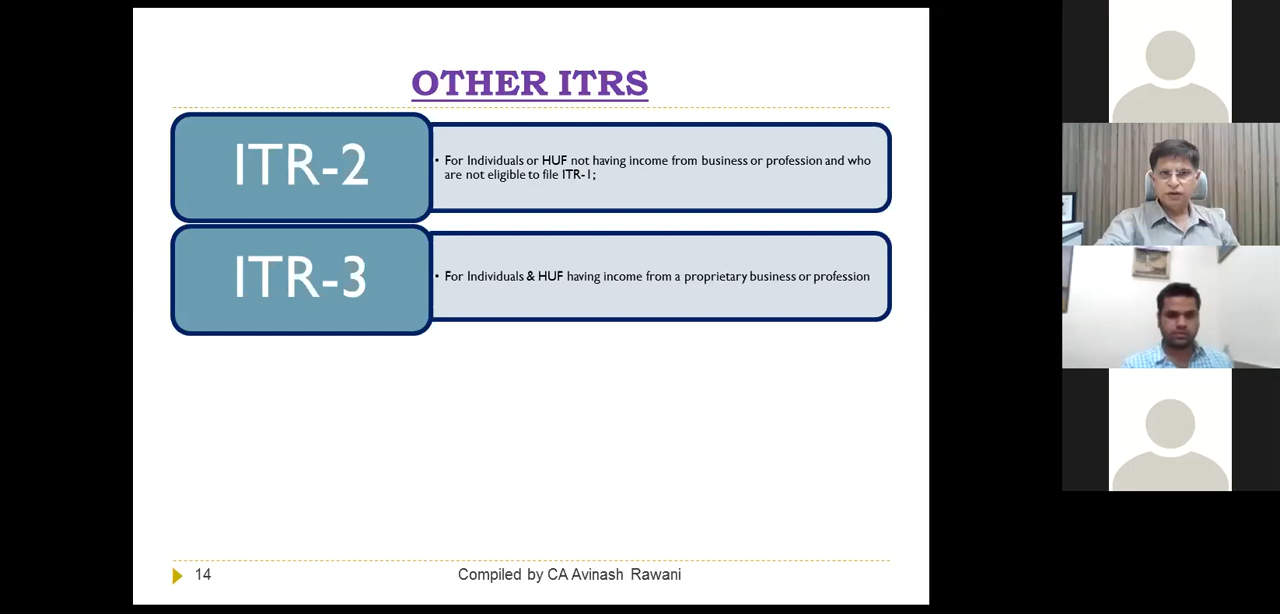 OTHER ITRS
ITR-2
• For Individuals or HUF not having income from business or profession and who
are not eligible to file ITR-1;
ITR-3
• For Individuals & HUF having income from a proprietary business or profession
14
Compiled by CA Avinash Rawani